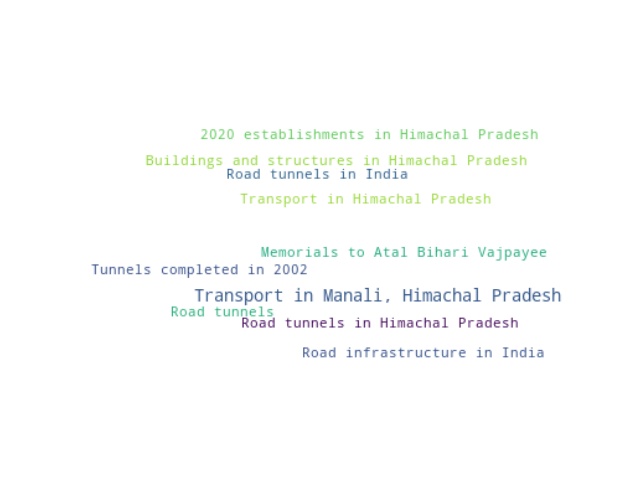 2020 establishments in Himachal Pradesh
Buildings and structures in Himachal Pradesh
Road tunnels in India
Transport in Himachal Pradesh
Memorials to Atal Bihari Vajpayee
Tunnels completed in 2002
Transport in Manali, Himachal Pradesh
Road tunnels
Road tunnels in Himachal Pradesh
Road infrastructure in India